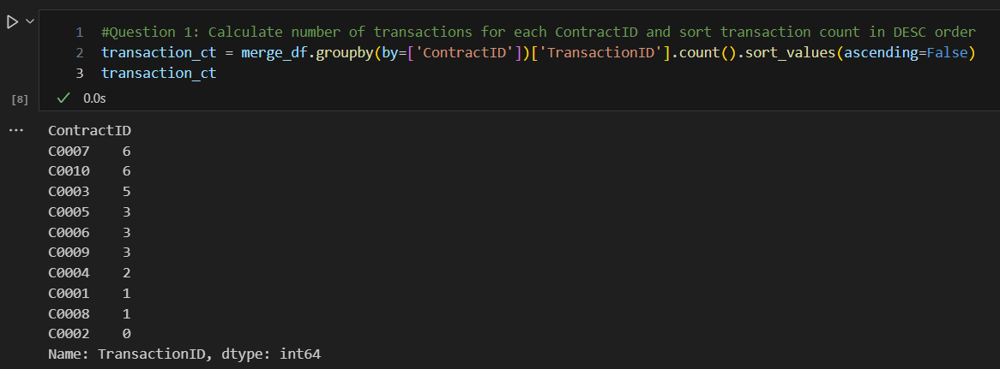 1 #Question 1: Calculate number of transactions for each ContractID and sort transaction count in DESC order
2 transaction_ct = merge_df.groupby(by=['ContractID'])['TransactionID'].count().sort_values(ascending=False)
3 transaction_ct
[8] ✓ 0.0s
... ContractID
C0007 6
C0010 6
C0003 5
C0005 3
C0006 3
C0009 3
C0004 2
C0001 1
C0008 1
C0002 0
Name: TransactionID, dtype: int64